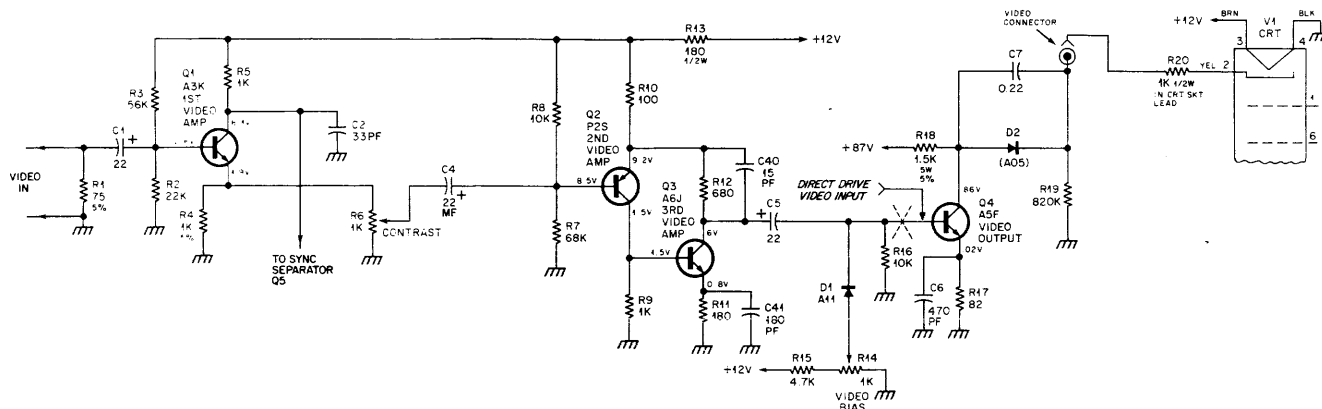 VIDEO IN
R1
75
5%
C1
+
22
R3
56K
R2
22K
Q1
A3K
1ST
VIDEO
AMP
R5
1K
R4
1K
C2
33PF
TO SYNC
SEPARATOR
Q5
R6
1K
CONTRAST
C4
+
22
MF
R8
10K
R7
68K
8.5V
Q2
P2S
2ND
VIDEO
AMP
R10
100
9.2V
1.5V
R9
1K
R13
180
1/2W
+12V
Q3
A6J
3RD
VIDEO
AMP
1.5V
R12
680
C40
15
PF
6V
0.8V
R11
180
C41
180
PF
+
C5
22
DIRECT DRIVE
VIDEO INPUT
D1
A11
R16
10K
+12V
R15
4.7K
R14
1K
VIDEO
BIAS
+87V
R18
1.5K
5W
5%
86V
Q4
A5F
VIDEO
OUTPUT
C6
470
PF
R17
82
C7
0.22
D2
(A05)
R19
820K
VIDEO
CONNECTOR
R20
1K 1/2W
IN CRT SKT
LEAD
YEL
2
BRN
+12V
V1
CRT
BLK
3
4
1
6